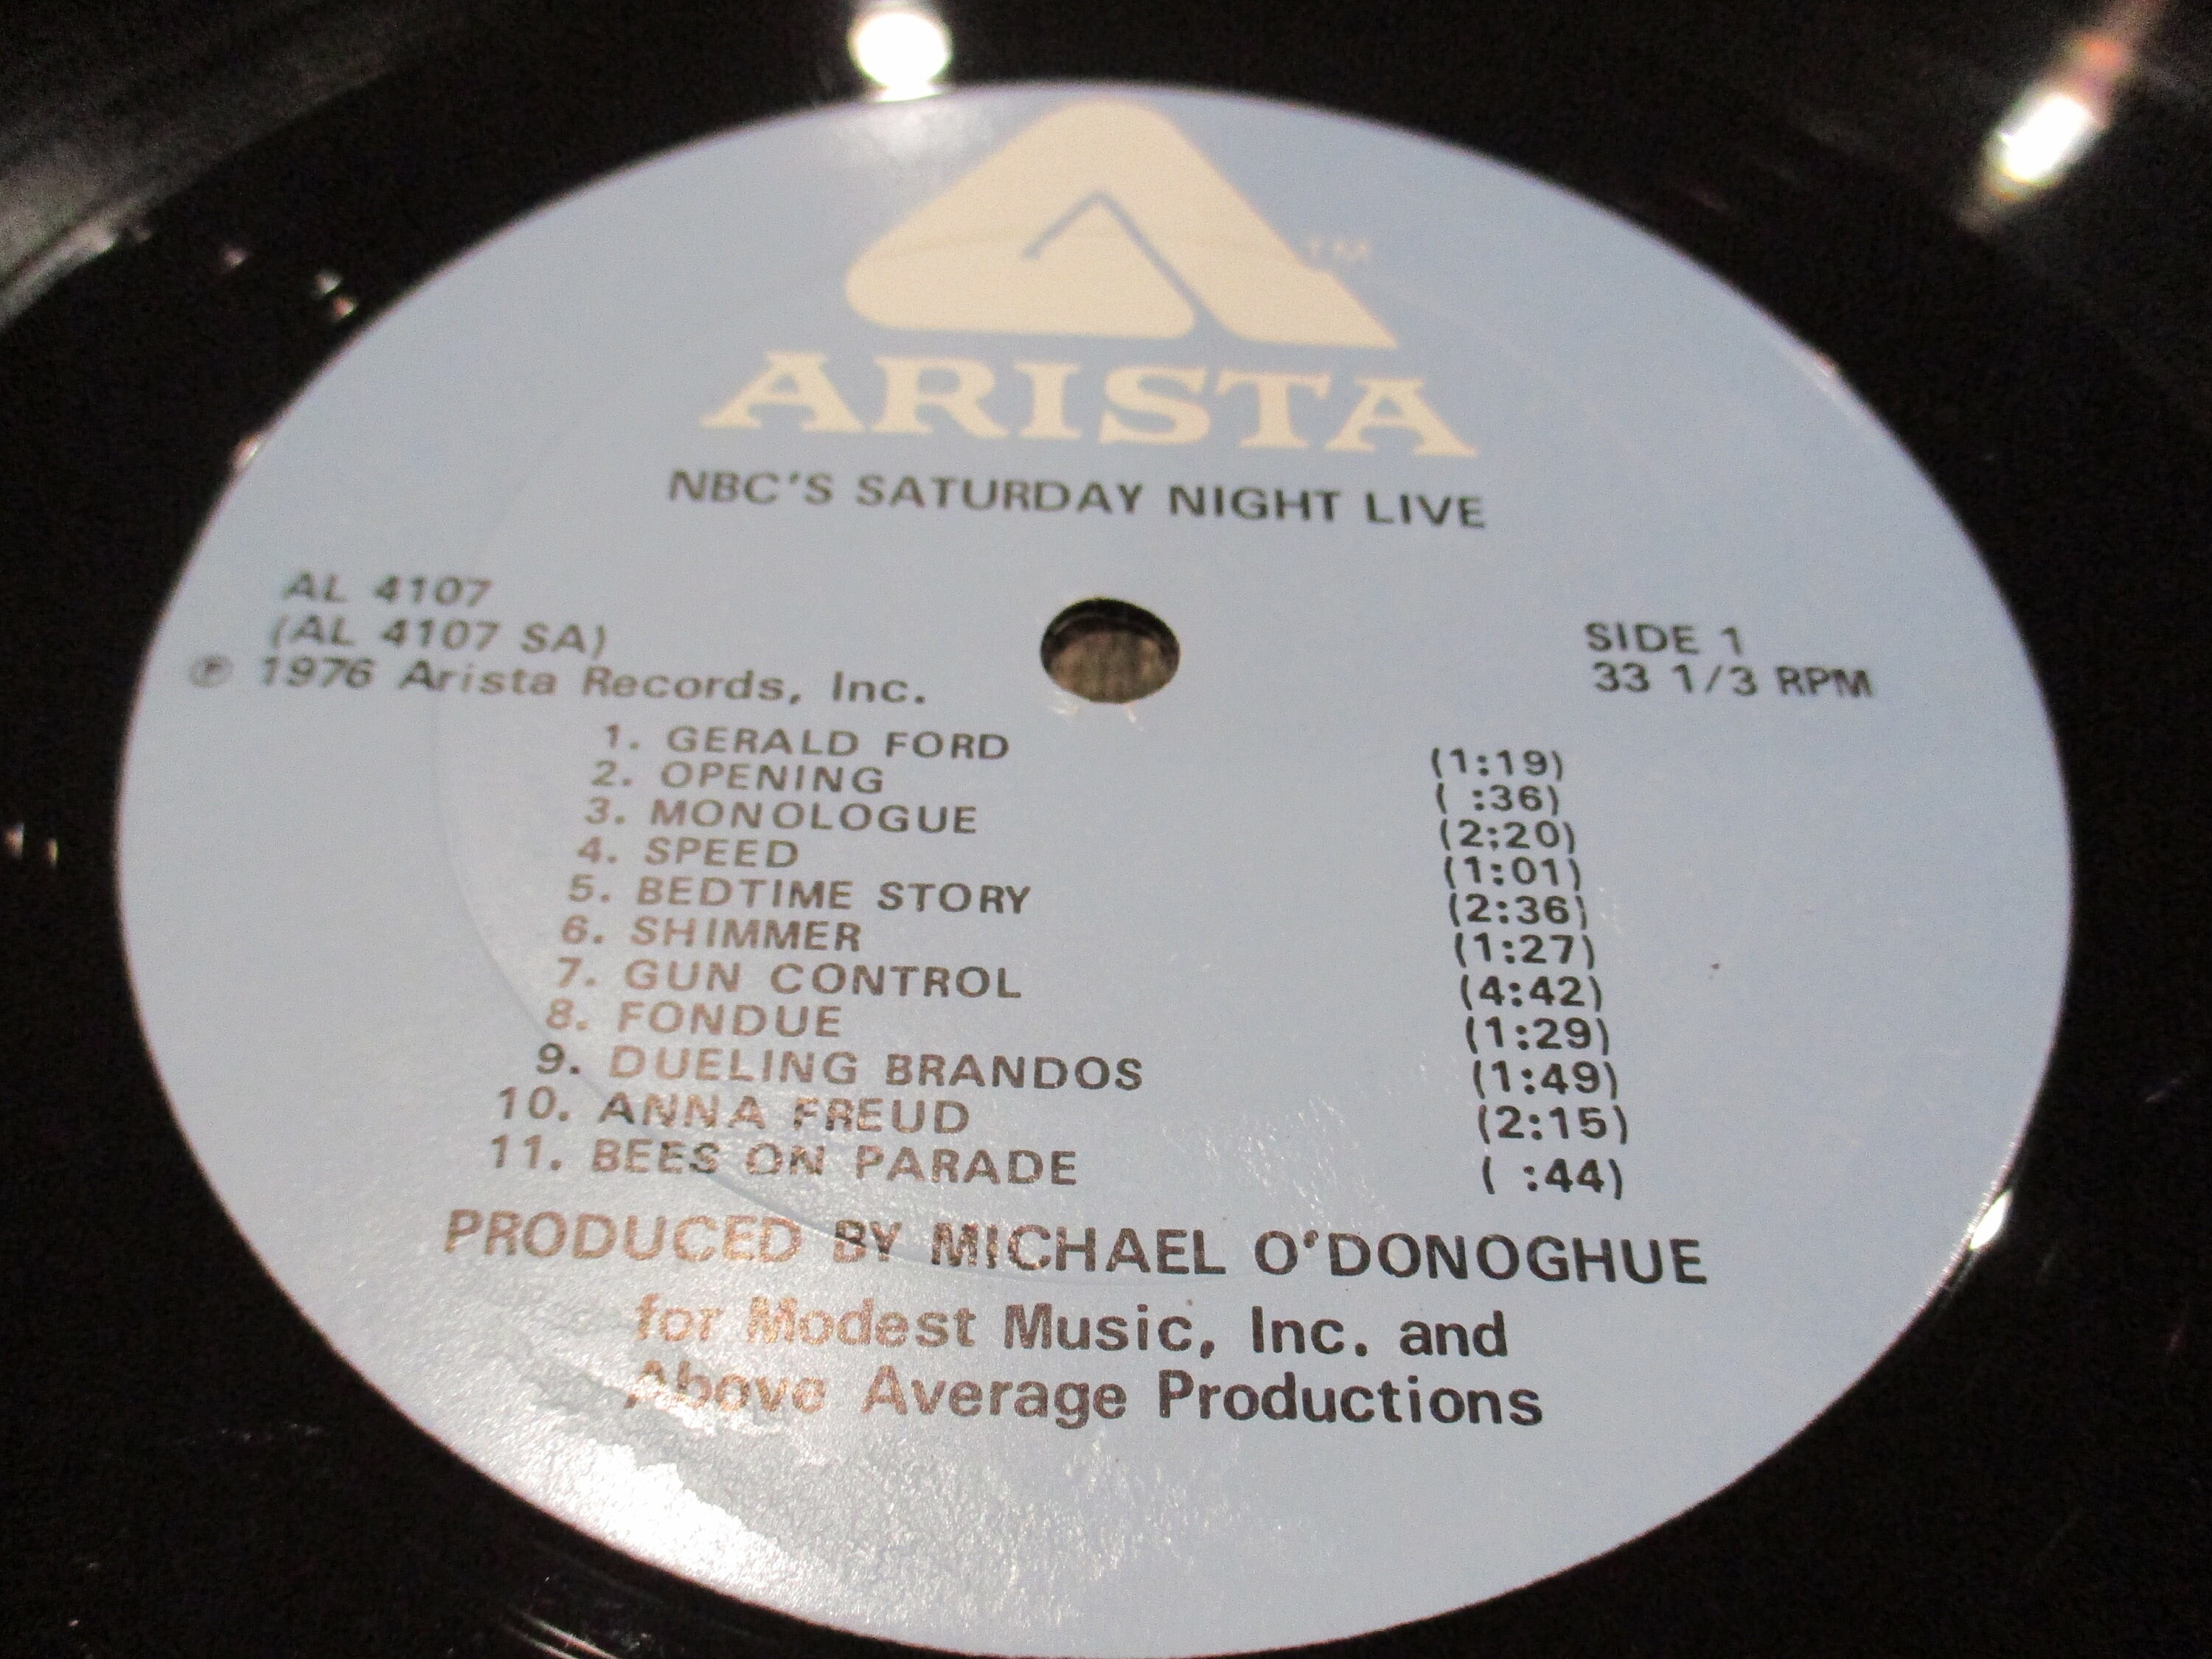 TM
ARISTA
NBC'S SATURDAY NIGHT LIVE
AL 4107
(AL 4107 SA)
℗ 1976 Arista Records, Inc.
SIDE 1
33 1/3 RPM
1. GERALD FORD (1:19)
2. OPENING ( :36)
3. MONOLOGUE (2:20)
4. SPEED (1:01)
5. BEDTIME STORY (2:36)
6. SHIMMER (1:27)
7. GUN CONTROL (4:42)
8. FONDUE (1:29)
9. DUELING BRANDOS (1:49)
10. ANNA FREUD (2:15)
11. BEES ON PARADE ( :44)
PRODUCED BY MICHAEL O'DONOGHUE
for Modest Music, Inc. and
Above Average Productions